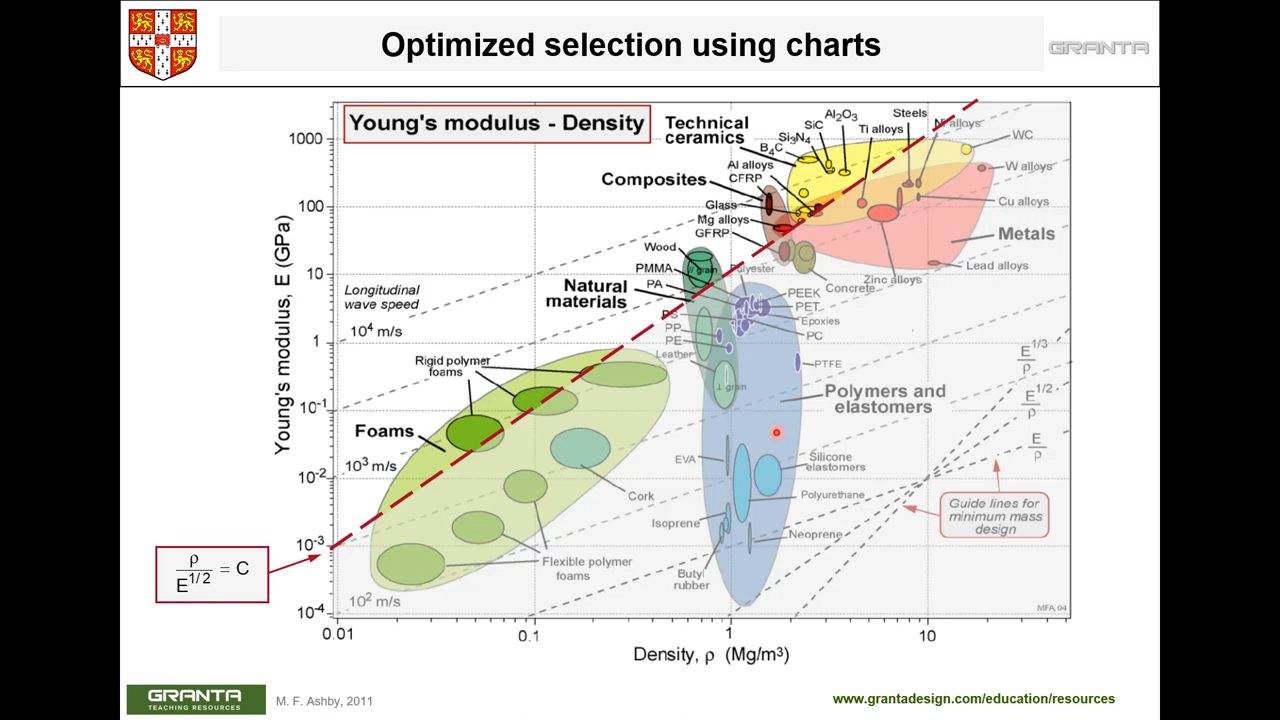 Optimized selection using charts
GRANTA
Young's modulus - Density
Technical
ceramics
Composites
Natural
materials
Foams
Metals
Polymers and
elastomers
Al₂O₃
SiC
Si₃N₄
B₄C
Ti alloys
Steels
Ni alloys
WC
W alloys
Cu alloys
Al alloys
CFRP
Glass
Mg alloys
GFRP
Lead alloys
Zinc alloys
Concrete
Wood
// grain
PMMA
Polyester
PA
PEEK
PET
PS
Epoxies
PP
PC
PE
Leather
PTFE
⊥ grain
Rigid polymer
foams
EVA
Silicone
elastomers
Cork
Polyurethane
Isoprene
Neoprene
Flexible polymer
foams
Butyl
rubber
Longitudinal
wave speed
10⁴ m/s
10³ m/s
10² m/s
E^1/3
ρ
E^1/2
ρ
E
ρ
Guide lines for
minimum mass
design
MFA, 04
Young's modulus, E (GPa)
1000
100
10
1
10⁻¹
10⁻²
10⁻³
10⁻⁴
0.01
0.1
1
10
Density, ρ (Mg/m³)
ρ
E^1/2 = C
GRANTA
TEACHING RESOURCES
M. F. Ashby, 2011
www.grantadesign.com/education/resources